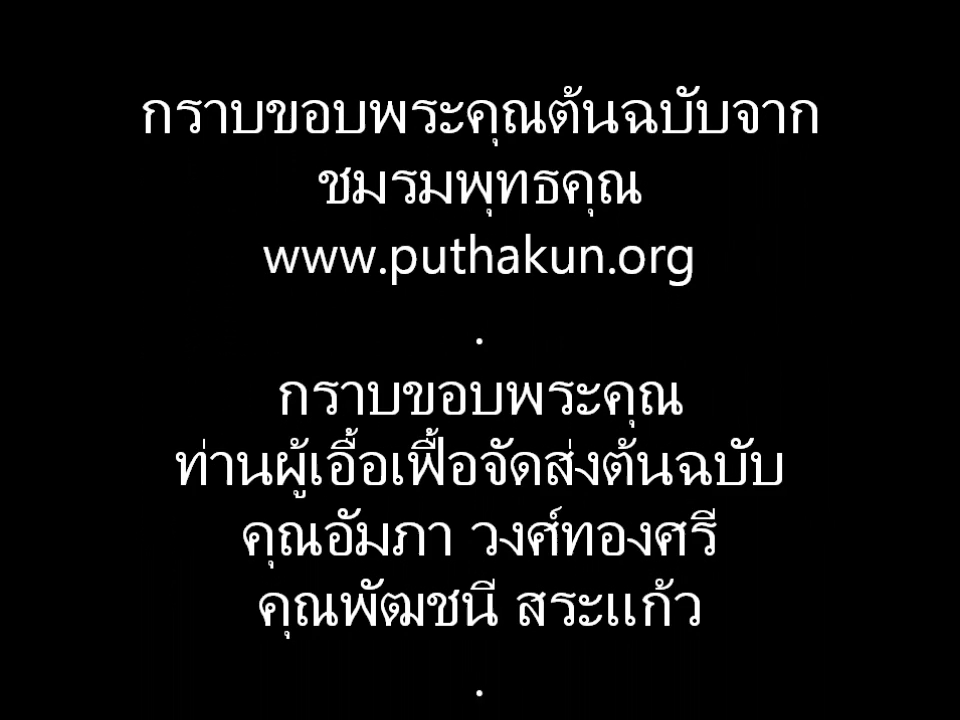 กราบขอบพระคุณต้นฉบับจาก
ชมรมพุทธคุณ
www.puthakun.org
.
กราบขอบพระคุณ
ท่านผู้เอื้อเฟื้อจัดส่งต้นฉบับ
คุณอัมภา วงศ์ทองศรี
คุณพัฒชนี สระแก้ว
.